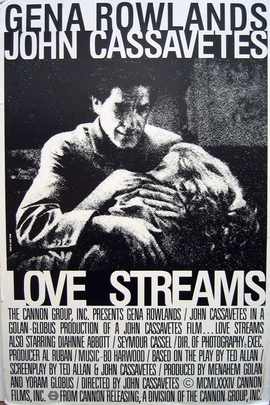 GENA ROWLANDS
JOHN CASSAVETES
LOVE STREAMS
THE CANNON GROUP, INC. PRESENTS GENA ROWLANDS / JOHN CASSAVETES IN A
GOLAN-GLOBUS PRODUCTION OF A JOHN CASSAVETES FILM...LOVE STREAMS
ALSO STARRING DIAHNNE ABBOTT / SEYMOUR CASSEL / DIR. OF PHOTOGRAPHY. EXEC.
PRODUCER AL RUBAN / MUSIC·BO HARWOOD / BASED ON THE PLAY BY TED ALLAN /
SCREENPLAY BY TED ALLAN & JOHN CASSAVETES / PRODUCED BY MENAHEM GOLAN
AND YORAM GLOBUS / DIRECTED BY JOHN CASSAVETES © MCMLXXXIV CANNON
FILMS, INC. FROM CANNON RELEASING, A DIVISION OF THE CANNON GROUP, INC.